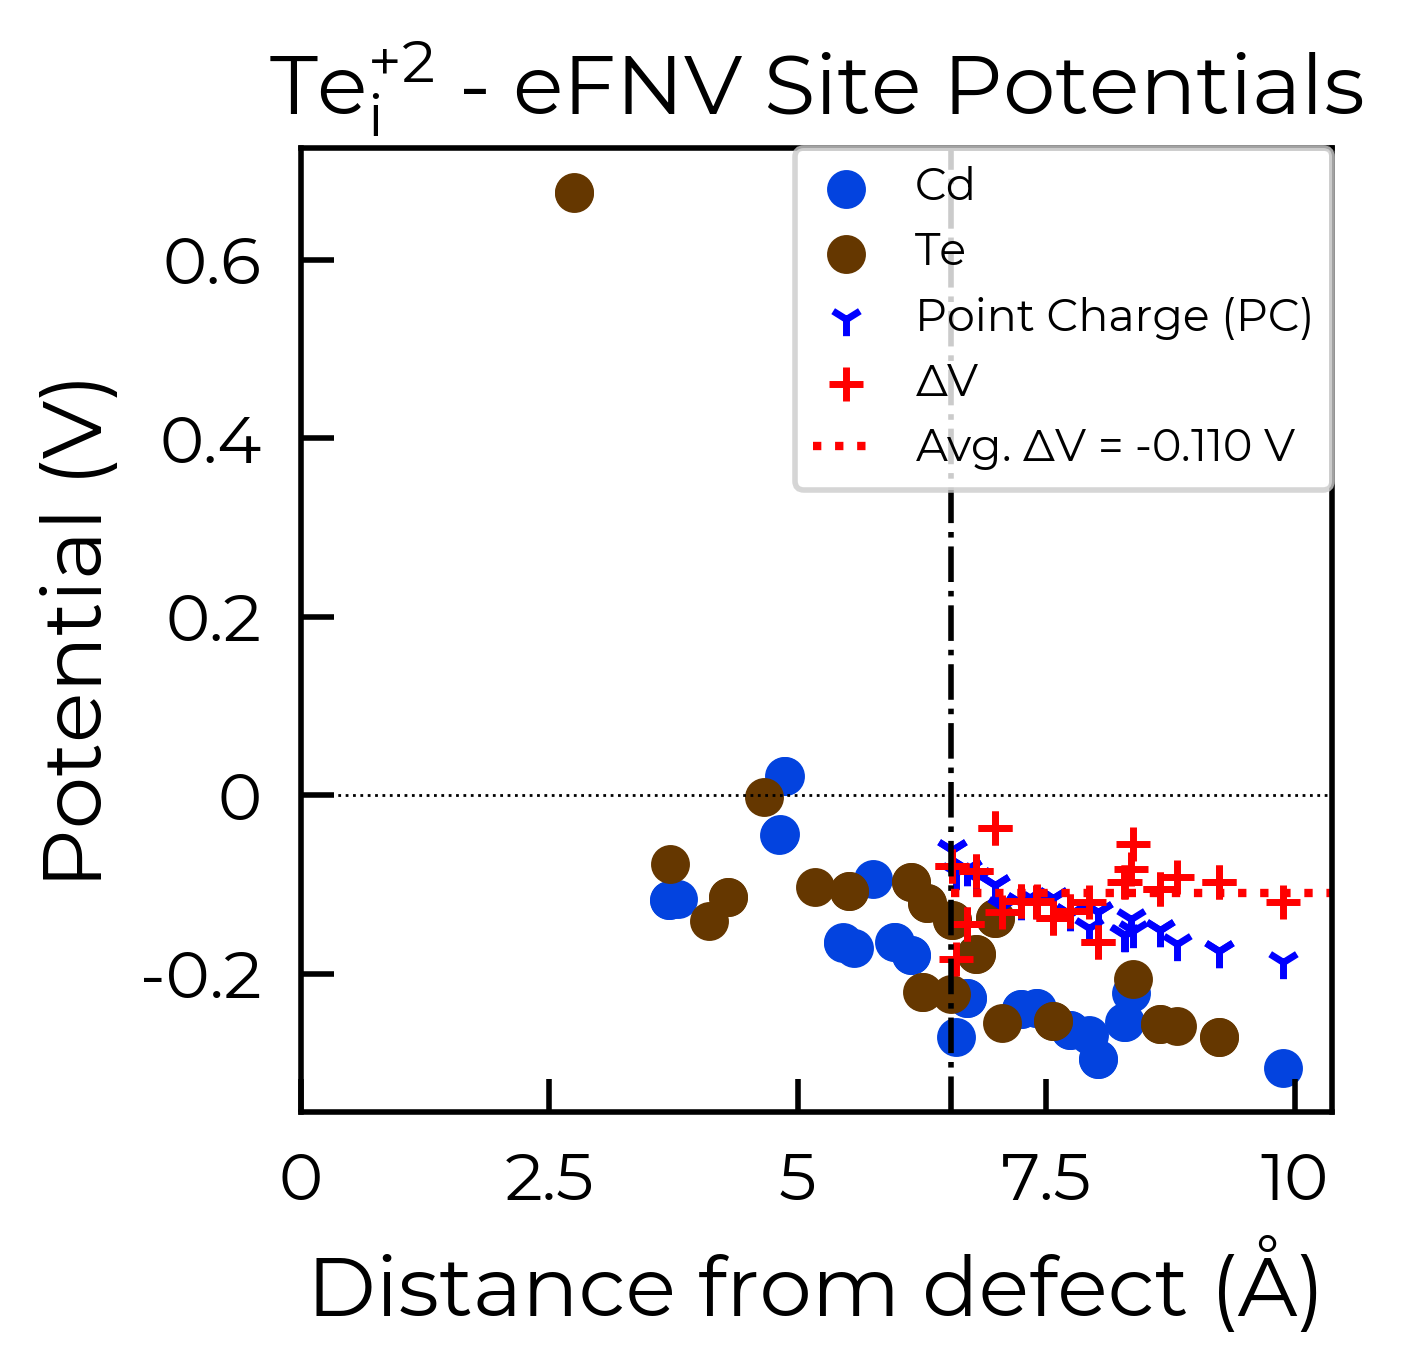 Te_i^{+2} - eFNV Site Potentials
Cd
Te
Point Charge (PC)
ΔV
Avg. ΔV = -0.110 V
Potential (V)
0.6
0.4
0.2
0
-0.2
0 2.5 5 7.5 10
Distance from defect (Å)